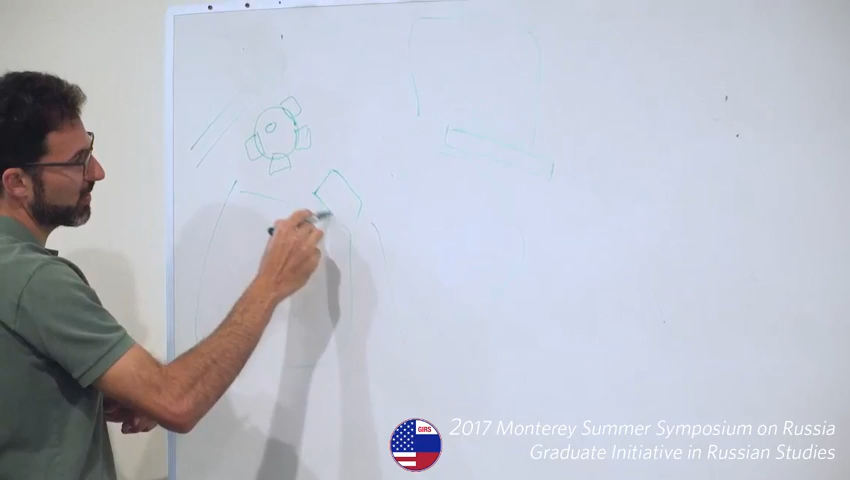 GIRS
2017 Monterey Summer Symposium on Russia
Graduate Initiative in Russian Studies